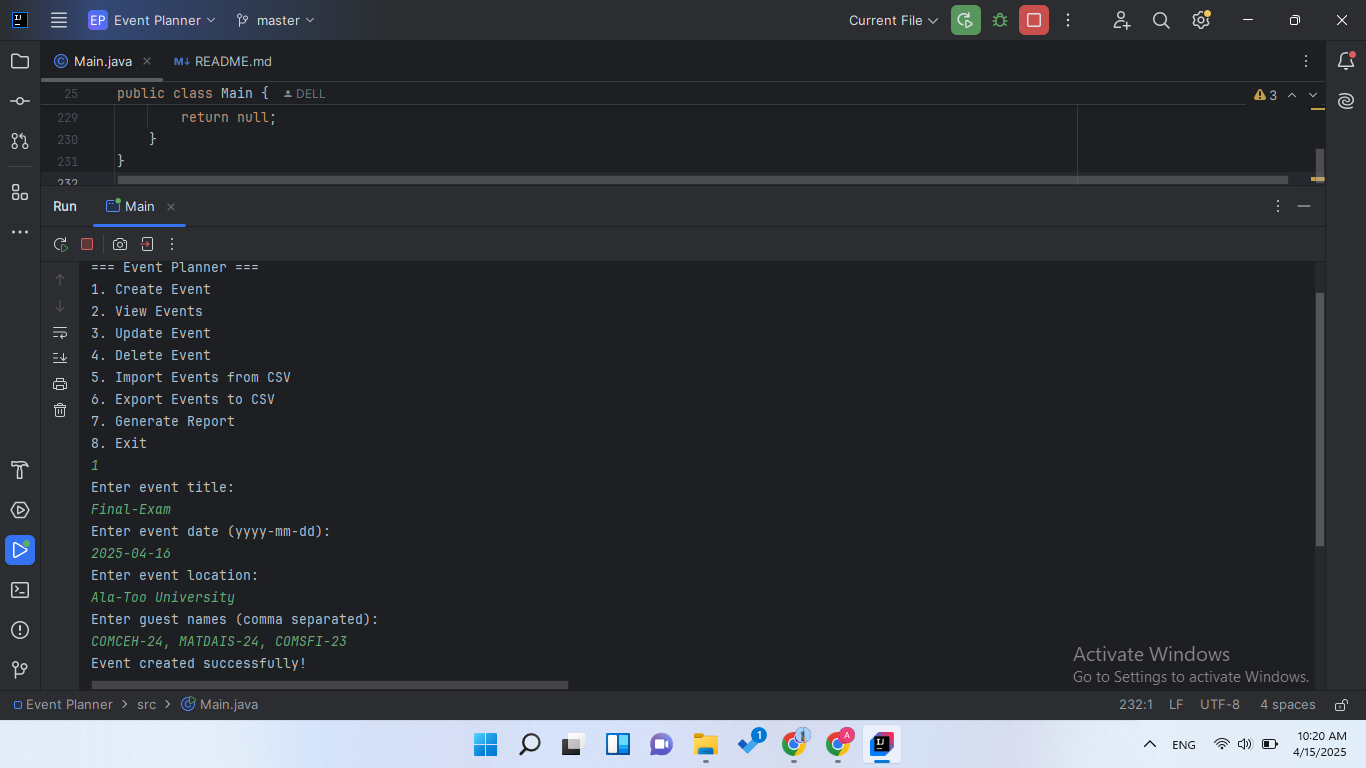 EP Event Planner master Current File
Main.java M↓ README.md
25 public class Main { DELL 3
229 return null;
230 }
231 }
232
Run Main
=== Event Planner ===
1. Create Event
2. View Events
3. Update Event
4. Delete Event
5. Import Events from CSV
6. Export Events to CSV
7. Generate Report
8. Exit
1
Enter event title:
Final-Exam
Enter event date (yyyy-mm-dd):
2025-04-16
Enter event location:
Ala-Too University
Enter guest names (comma separated):
COMCEH-24, MATDAIS-24, COMSFI-23
Event created successfully!
Activate Windows
Go to Settings to activate Windows.
Event Planner > src > Main.java 232:1 LF UTF-8 4 spaces
1 A ENG 10:20 AM
4/15/2025